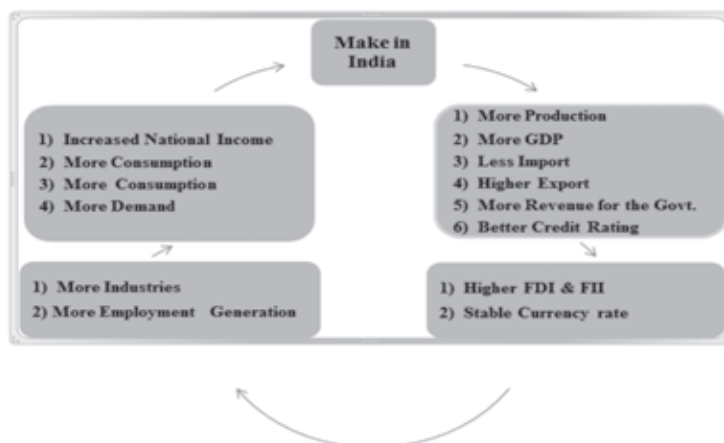 Make in
India
1) More Production
2) More GDP
3) Less Import
4) Higher Export
5) More Revenue for the Govt.
6) Better Credit Rating
1) Higher FDI & FII
2) Stable Currency rate
1) More Industries
2) More Employment Generation
1) Increased National Income
2) More Consumption
3) More Consumption
4) More Demand